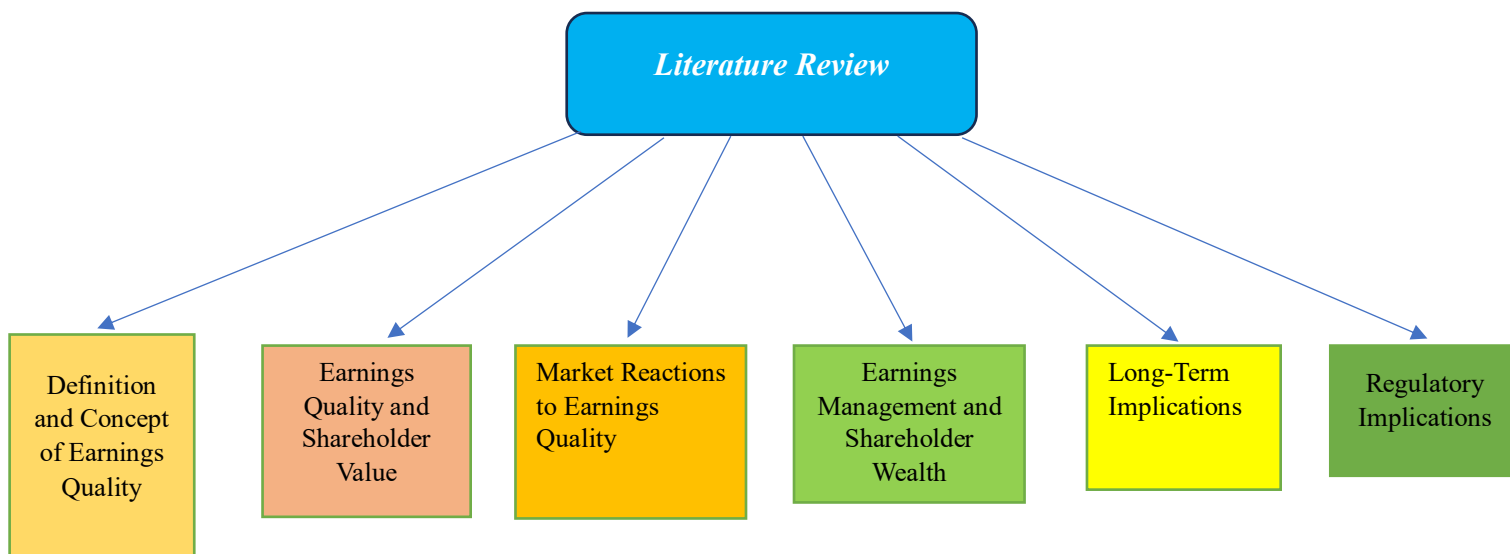 Literature Review
Definition
and Concept
of Earnings
Quality
Earnings
Quality and
Shareholder
Value
Market Reactions
to Earnings
Quality
Earnings
Management and
Shareholder
Wealth
Long-Term
Implications
Regulatory
Implications